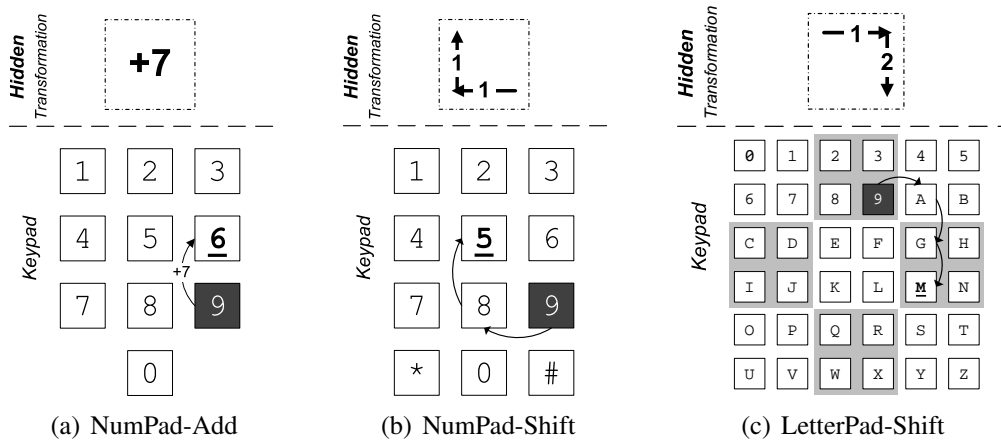 Hidden
Transformation
+7
Keypad
1 2 3
4 5 6
+7
7 8 9
0
(a) NumPad-Add
Hidden
Transformation
1
1
Keypad
1 2 3
4 5 6
7 8 9
* 0 #
(b) NumPad-Shift
Hidden
Transformation
1
2
Keypad
0 1 2 3 4 5
6 7 8 9 A B
C D E F G H
I J K L M N
O P Q R S T
U V W X Y Z
(c) LetterPad-Shift